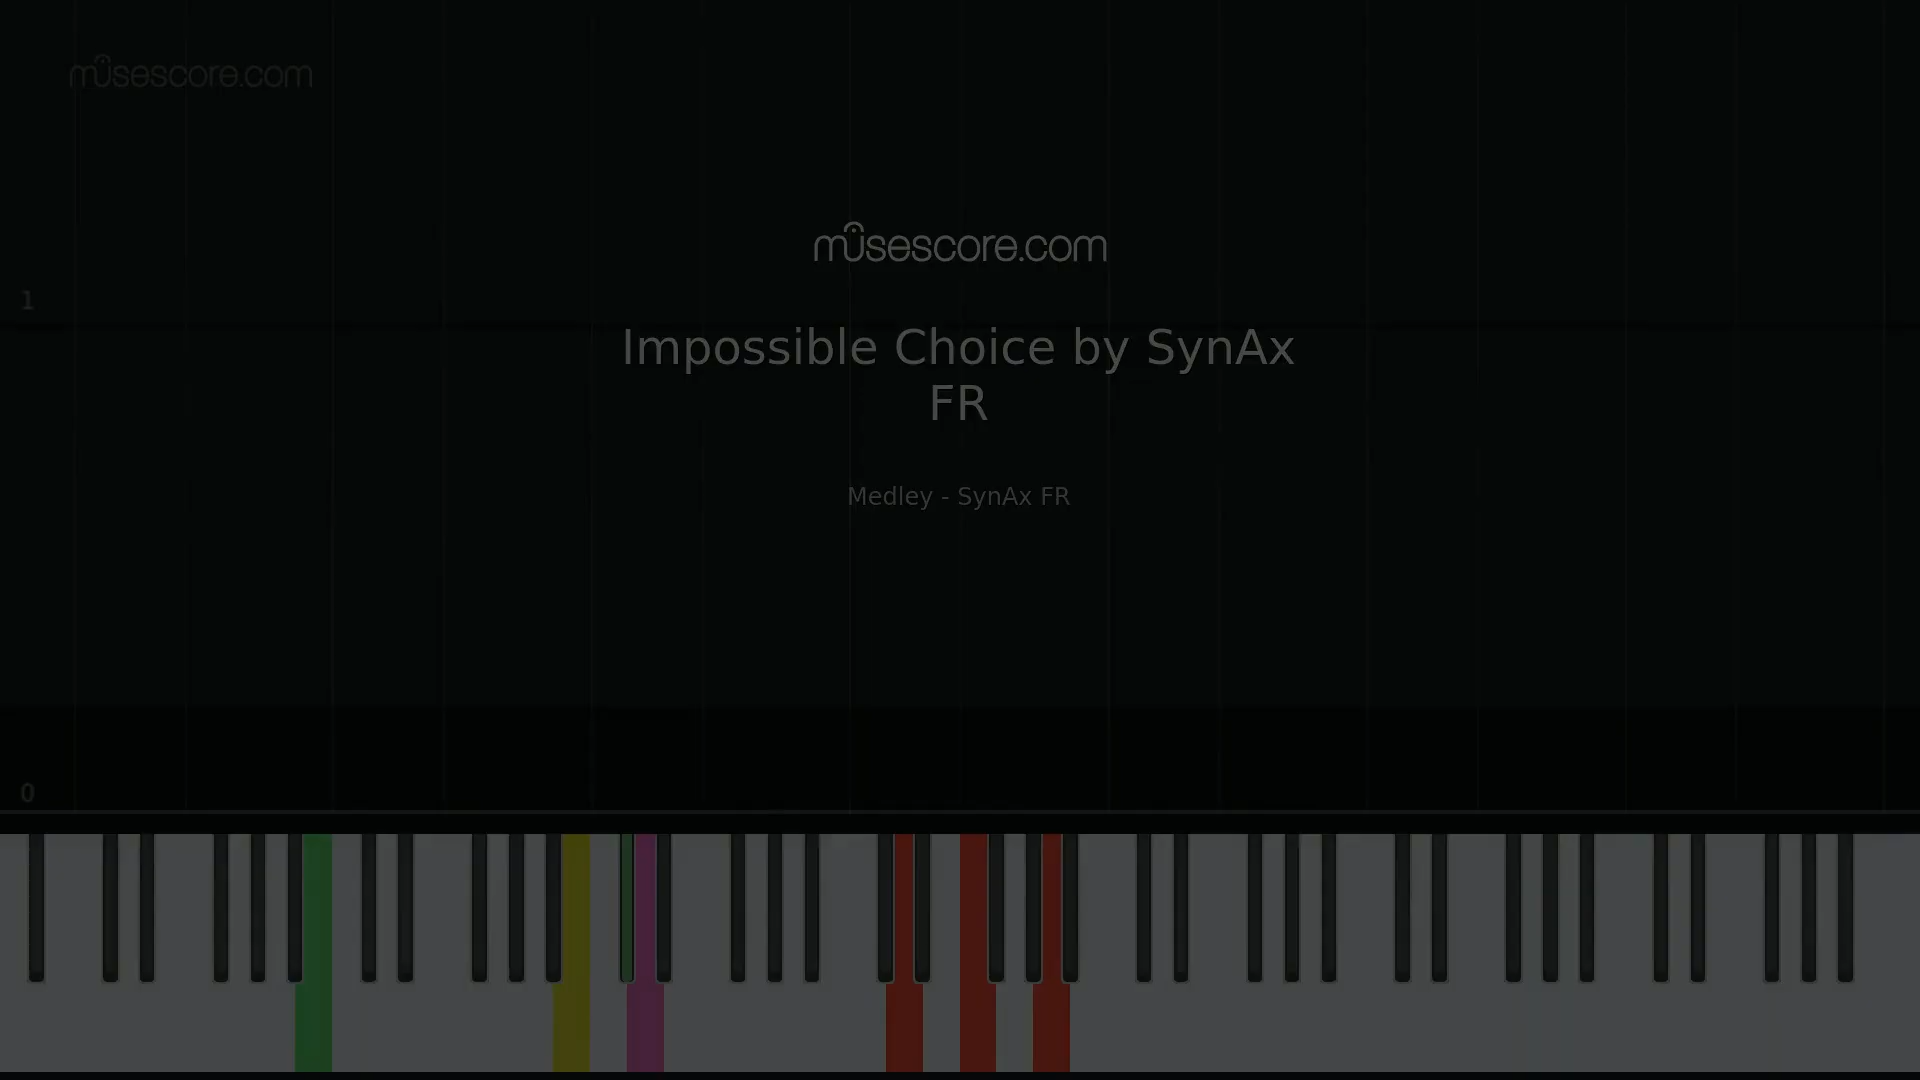 musescore.com
musescore.com
1
Impossible Choice by SynAx
FR
Medley - SynAx FR
0